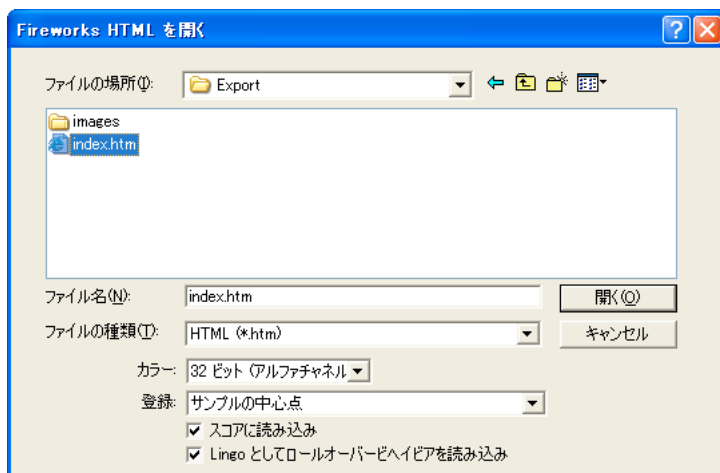 Fireworks HTML を開く
ファイルの場所(I):
Export
images
index.htm
ファイル名(N):
index.htm
開く(O)
ファイルの種類(T):
HTML (*.htm)
キャンセル
カラー:
32 ビット (アルファチャネル
登録:
サンプルの中心点
スコアに読み込み
Lingo としてロールオーバービヘイビアを読み込み